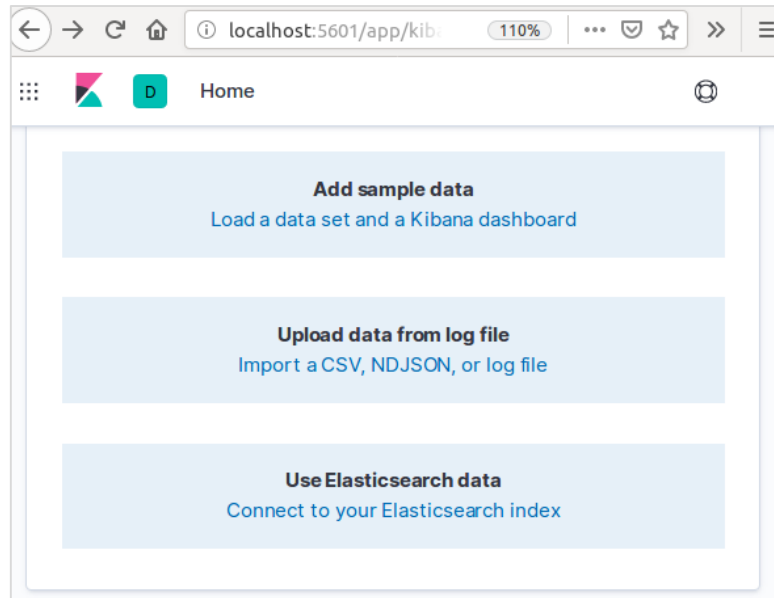 localhost:5601/app/kib
110%
D
Home
Add sample data
Load a data set and a Kibana dashboard
Upload data from log file
Import a CSV, NDJSON, or log file
Use Elasticsearch data
Connect to your Elasticsearch index